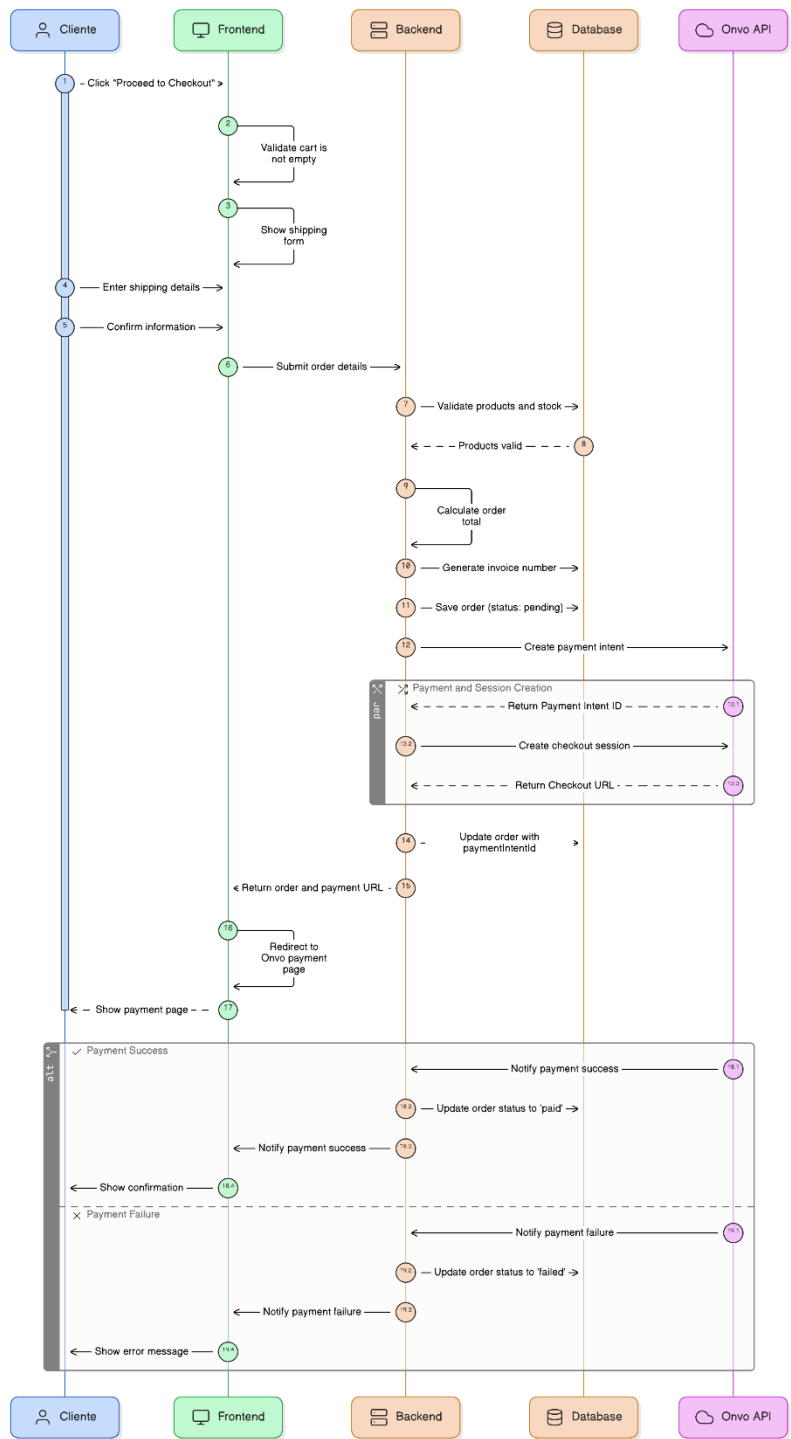 Cliente
Frontend
Backend
Database
Onvo API
1
Click "Proceed to Checkout"
2
Validate cart is
not empty
3
Show shipping
form
4
Enter shipping details
5
Confirm information
6
Submit order details
7
Validate products and stock
Products valid
8
9
Calculate order
total
10
Generate invoice number
11
Save order (status: pending)
12
Create payment intent
par
Payment and Session Creation
Return Payment Intent ID
13.1
13.2
Create checkout session
Return Checkout URL
13.3
14
Update order with
paymentIntentId
Return order and payment URL
15
16
Redirect to
Onvo payment
page
Show payment page
17
alt
Payment Success
Notify payment success
18.1
18.2
Update order status to 'paid'
Notify payment success
18.3
Show confirmation
18.4
Payment Failure
Notify payment failure
19.1
19.2
Update order status to 'failed'
Notify payment failure
19.3
Show error message
19.4
Cliente
Frontend
Backend
Database
Onvo API